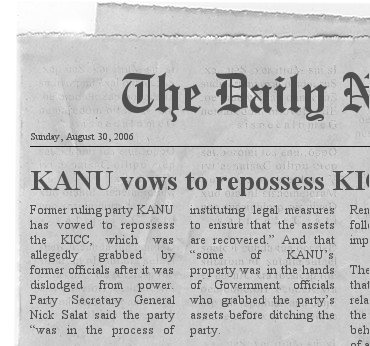 The Daily N
Sunday, August 30, 2006
KANU vows to repossess KI
Former ruling party KANU
has vowed to repossess
the KICC, which was
allegedly grabbed by
former officials after it was
dislodged from power.
Party Secretary General
Nick Salat said the party
“was in the process of
instituting legal measures
to ensure that the assets
are recovered.” And that
“some of KANU’s
property was in the hands
of Government officials
who grabbed the party’s
assets before ditching the
party.
Ren
foll
imp
The
that
rela
the
beh
of a